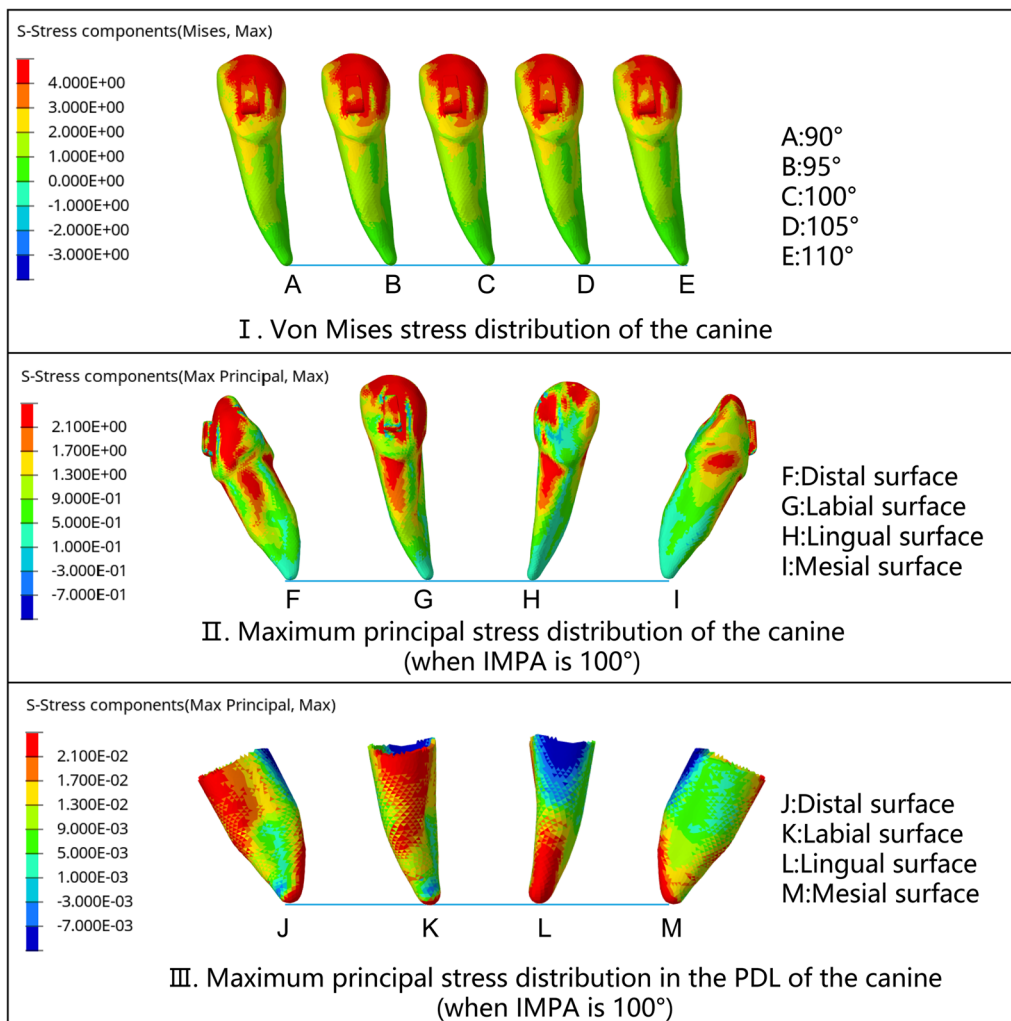 S-Stress components(Mises, Max)
4.000E+00
3.000E+00
2.000E+00
1.000E+00
0.000E+00
-1.000E+00
-2.000E+00
-3.000E+00
A:90°
B:95°
C:100°
D:105°
E:110°
A B C D E
Ⅰ. Von Mises stress distribution of the canine
S-Stress components(Max Principal, Max)
2.100E+00
1.700E+00
1.300E+00
9.000E-01
5.000E-01
1.000E-01
-3.000E-01
-7.000E-01
F:Distal surface
G:Labial surface
H:Lingual surface
I:Mesial surface
F G H I
Ⅱ. Maximum principal stress distribution of the canine
(when IMPA is 100°)
S-Stress components(Max Principal, Max)
2.100E-02
1.700E-02
1.300E-02
9.000E-03
5.000E-03
1.000E-03
-3.000E-03
-7.000E-03
J:Distal surface
K:Labial surface
L:Lingual surface
M:Mesial surface
J K L M
Ⅲ. Maximum principal stress distribution in the PDL of the canine
(when IMPA is 100°)